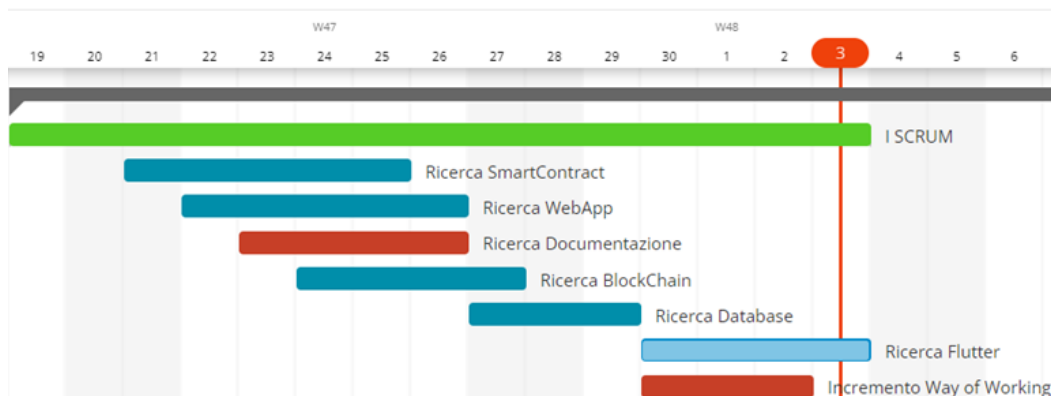 W47 W48
19 20 21 22 23 24 25 26 27 28 29 30 1 2 3 4 5 6
I SCRUM
Ricerca SmartContract
Ricerca WebApp
Ricerca Documentazione
Ricerca BlockChain
Ricerca Database
Ricerca Flutter
Incremento Way of Working